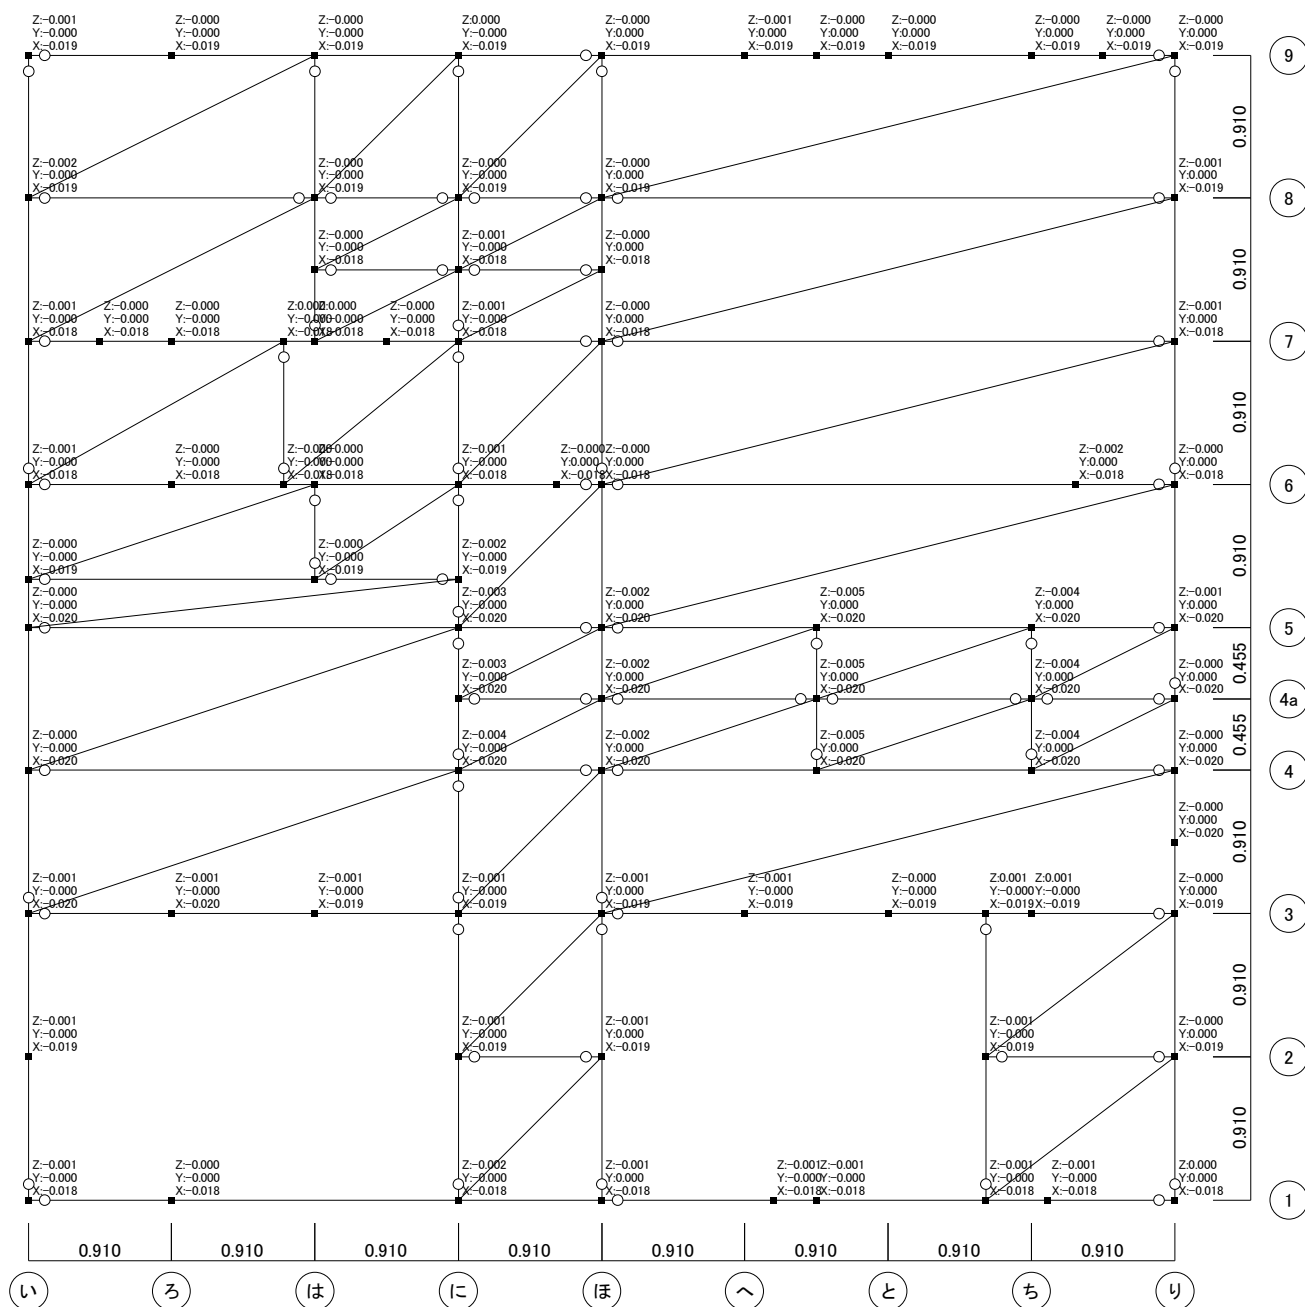 Z:-0.001 Z:-0.000 Z:-0.000 Z:0.000 Z:-0.000 Z:-0.001 Z:-0.000 Z:-0.000 Z:-0.000 Z:-0.000 Z:-0.000
Y:-0.000 Y:-0.000 Y:-0.000 Y:-0.000 Y:0.000 Y:0.000 Y:0.000 Y:0.000 Y:-0.000 Y:-0.000 Y:0.000
X:-0.019 X:-0.019 X:-0.019 X:-0.019 X:-0.019 X:-0.019 X:-0.019 X:-0.019 X:-0.019 X:-0.019 X:-0.019
9
0.910
Z:-0.002 Z:-0.000 Z:-0.000 Z:-0.000 Z:-0.001
Y:-0.000 Y:-0.000 Y:-0.000 Y:0.000 Y:0.000
X:-0.019 X:-0.019 X:-0.019 X:-0.019 X:-0.019
8
Z:-0.000 Z:-0.001 Z:-0.000
Y:-0.000 Y:-0.000 Y:0.000
X:-0.018 X:-0.018 X:-0.018
0.910
Z:-0.001 Z:-0.000 Z:-0.000 Z:0.000 Z:-0.000 Z:-0.001 Z:-0.000 Z:-0.001
Y:-0.000 Y:-0.000 Y:-0.000 Y:-0.000 Y:-0.000 Y:-0.000 Y:0.000 Y:0.000
X:-0.018 X:-0.018 X:-0.018 X:-0.018 X:-0.018 X:-0.018 X:-0.018 X:-0.018
7
0.910
Z:-0.001 Z:-0.000 Z:-0.001 Z:-0.000 Z:-0.000 Z:-0.002 Z:-0.000
Y:-0.000 Y:-0.000 Y:-0.000 Y:-0.000 Y:0.000 Y:0.000 Y:0.000 Y:0.000
X:-0.018 X:-0.018 X:-0.018 X:-0.018 X:-0.018 X:-0.018 X:-0.018 X:-0.018
6
Z:-0.000 Z:-0.000 Z:-0.002
Y:-0.000 Y:-0.000 Y:-0.000
X:-0.019 X:-0.019 X:-0.019
0.910
Z:-0.000 Z:-0.003 Z:-0.002 Z:-0.005 Z:-0.004 Z:-0.001
Y:-0.000 Y:-0.000 Y:0.000 Y:0.000 Y:0.000 Y:0.000
X:-0.020 X:-0.020 X:-0.020 X:-0.020 X:-0.020 X:-0.020
5
0.455
Z:-0.003 Z:-0.002 Z:-0.005 Z:-0.004 Z:-0.000
Y:-0.000 Y:0.000 Y:0.000 Y:0.000 Y:0.000
X:-0.020 X:-0.020 X:-0.020 X:-0.020 X:-0.020
4a
0.455
Z:-0.000 Z:-0.004 Z:-0.002 Z:-0.005 Z:-0.004 Z:-0.000
Y:-0.000 Y:-0.000 Y:0.000 Y:0.000 Y:0.000 Y:0.000
X:-0.020 X:-0.020 X:-0.020 X:-0.020 X:-0.020 X:-0.020
4
Z:-0.000
Y:0.000
X:-0.020
0.910
Z:-0.001 Z:-0.001 Z:-0.001 Z:-0.001 Z:-0.001 Z:-0.001 Z:-0.000 Z:0.001 Z:0.001 Z:-0.000
Y:-0.000 Y:-0.000 Y:-0.000 Y:-0.000 Y:0.000 Y:-0.000 Y:-0.000 Y:-0.000 Y:-0.000 Y:0.000
X:-0.020 X:-0.020 X:-0.019 X:-0.019 X:-0.019 X:-0.019 X:-0.019 X:-0.019 X:-0.019 X:-0.019
3
0.910
Z:-0.001 Z:-0.001 Z:-0.001 Z:-0.001 Z:-0.000
Y:-0.000 Y:-0.000 Y:0.000 Y:-0.000 Y:0.000
X:-0.019 X:-0.019 X:-0.019 X:-0.019 X:-0.019
2
0.910
Z:-0.001 Z:-0.000 Z:-0.002 Z:-0.001 Z:-0.001 Z:-0.001 Z:-0.001 Z:-0.001 Z:0.000
Y:-0.000 Y:-0.000 Y:-0.000 Y:0.000 Y:-0.000 Y:-0.000 Y:-0.000 Y:-0.000 Y:0.000
X:-0.018 X:-0.018 X:-0.018 X:-0.018 X:-0.018 X:-0.018 X:-0.018 X:-0.018 X:-0.018
1
0.910 0.910 0.910 0.910 0.910 0.910 0.910 0.910
い ろ は に ほ へ と ち り